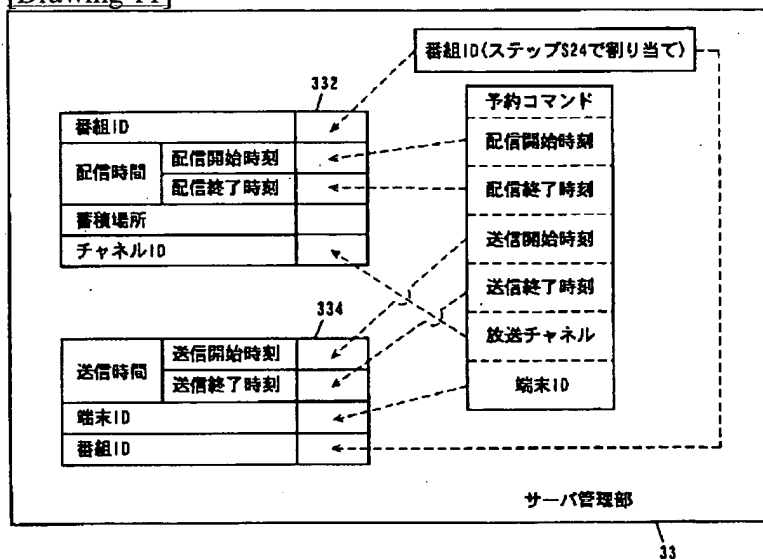 [Drawing 11]
番組ID(ステップS24で割り当て)
332
番組ID
配信時間
配信開始時刻
配信終了時刻
蓄積場所
チャネルID
予約コマンド
配信開始時刻
配信終了時刻
送信開始時刻
送信終了時刻
放送チャネル
端末ID
334
送信時間
送信開始時刻
送信終了時刻
端末ID
番組ID
サーバ管理部
33